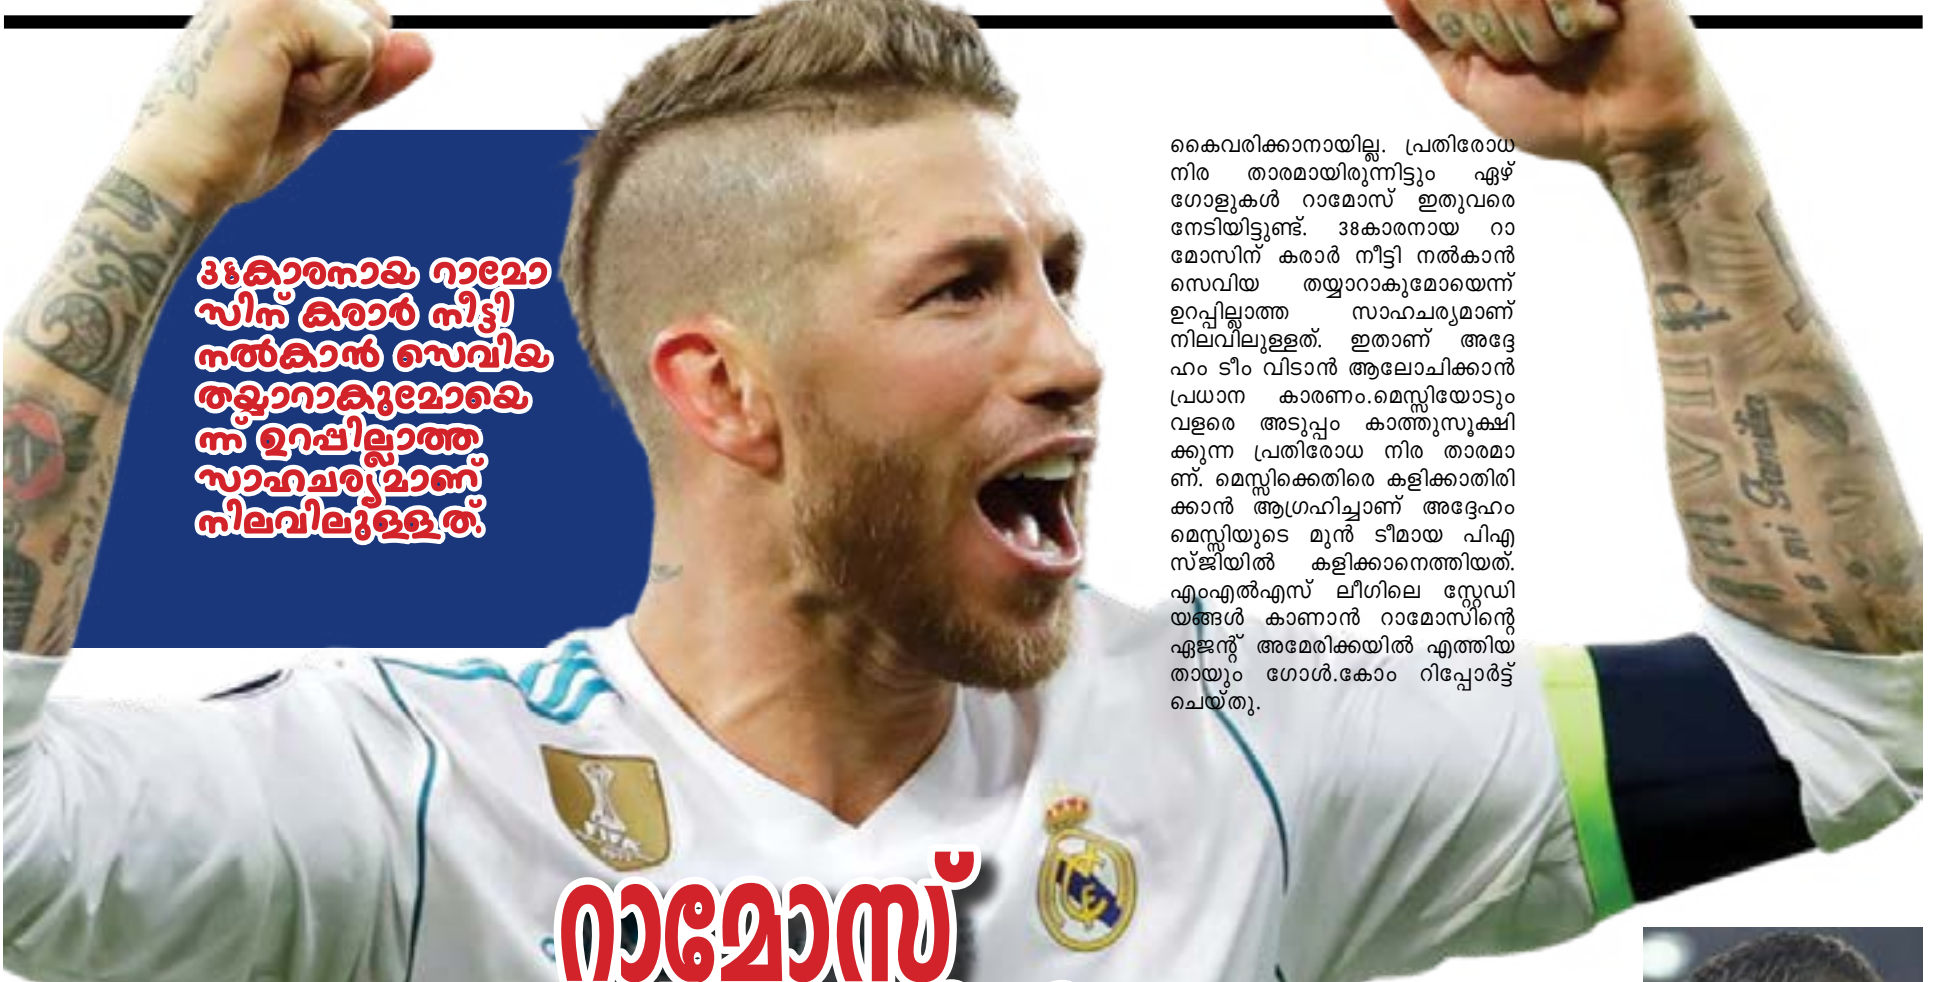 38കാരനായ റാമോ
സിന് കരാർ നീട്ടി
നൽകാൻ സെവിയ
തയ്യാറാകുമോയെ
ന്ന് ഉറപ്പില്ലാത്ത
സാഹചര്യമാണ്
നിലവിലുള്ളത്.
കൈവരിക്കാനായില്ല. പ്രതിരോധ
നിര താരമായിരുന്നിട്ടും ഏഴ്
ഗോളുകൾ റാമോസ് ഇതുവരെ
നേടിയിട്ടുണ്ട്. 38കാരനായ റാ
മോസിന് കരാർ നീട്ടി നൽകാൻ
സെവിയ തയ്യാറാകുമോയെന്ന്
ഉറപ്പില്ലാത്ത സാഹചര്യമാണ്
നിലവിലുള്ളത്. ഇതാണ് അദ്ദേ
ഹം ടീം വിടാൻ ആലോചിക്കാൻ
പ്രധാന കാരണം.മെസ്സിയോടും
വളരെ അടുപ്പം കാത്തുസൂക്ഷി
ക്കുന്ന പ്രതിരോധ നിര താരമാ
ണ്. മെസ്സിക്കെതിരെ കളിക്കാതിരി
ക്കാൻ ആഗ്രഹിച്ചാണ് അദ്ദേഹം
മെസ്സിയുടെ മുൻ ടീമായ പിഎ
സ്ജിയിൽ കളിക്കാനെത്തിയത്.
എംഎൽഎസ് ലീഗിലെ സ്റ്റേഡി
യങ്ങൾ കാണാൻ റാമോസിന്റെ
ഏജന്റ് അമേരിക്കയിൽ എത്തിയ
തായും ഗോൾ.കോം റിപ്പോർട്ട്
ചെയ്തു.
റാമോസ്